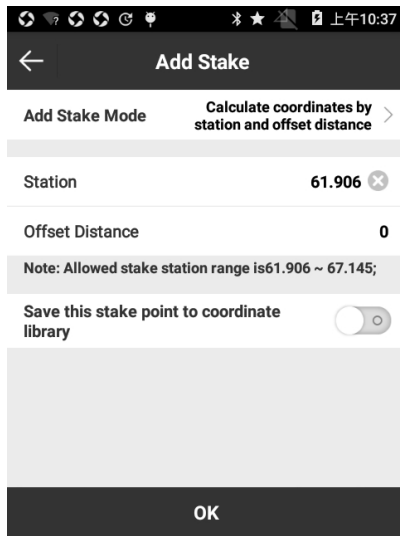 上午10:37
Add Stake
Add Stake Mode
Calculate coordinates by
station and offset distance
Station
61.906
Offset Distance
0
Note: Allowed stake station range is61.906 ~ 67.145;
Save this stake point to coordinate
library
OK